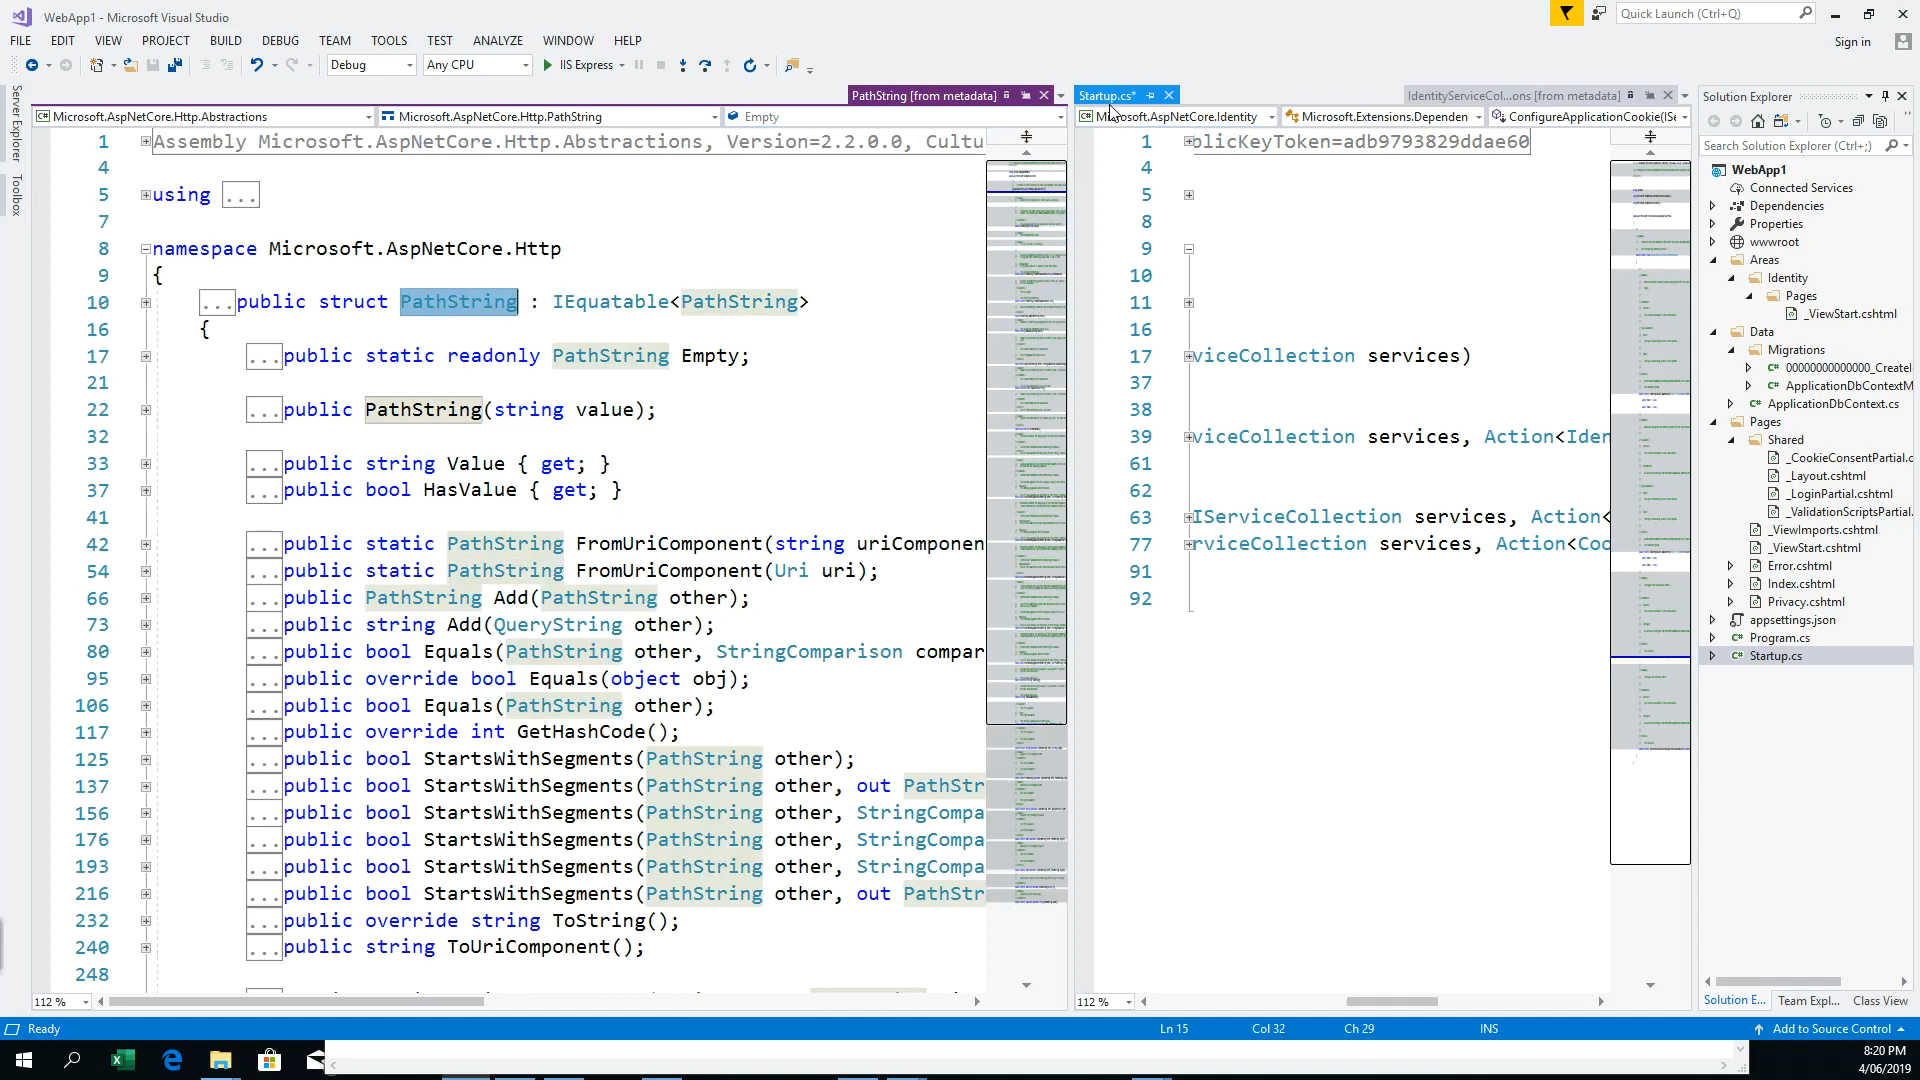 WebApp1 - Microsoft Visual Studio
Quick Launch (Ctrl+Q)
FILE EDIT VIEW PROJECT BUILD DEBUG TEAM TOOLS TEST ANALYZE WINDOW HELP
Sign in
Debug Any CPU IIS Express
Server Explorer
Toolbox
PathString [from metadata]
Microsoft.AspNetCore.Http.Abstractions Microsoft.AspNetCore.Http.PathString Empty
1 Assembly Microsoft.AspNetCore.Http.Abstractions, Version=2.2.0.0, Cultu
4
5 using ...
7
8 namespace Microsoft.AspNetCore.Http
9 {
10 ...public struct PathString : IEquatable<PathString>
16 {
17 ...public static readonly PathString Empty;
21
22 ...public PathString(string value);
32
33 ...public string Value { get; }
37 ...public bool HasValue { get; }
41
42 ...public static PathString FromUriComponent(string uriComponen
54 ...public static PathString FromUriComponent(Uri uri);
66 ...public PathString Add(PathString other);
73 ...public string Add(QueryString other);
80 ...public bool Equals(PathString other, StringComparison compar
95 ...public override bool Equals(object obj);
106 ...public bool Equals(PathString other);
117 ...public override int GetHashCode();
125 ...public bool StartsWithSegments(PathString other);
137 ...public bool StartsWithSegments(PathString other, out PathStr
156 ...public bool StartsWithSegments(PathString other, StringCompa
176 ...public bool StartsWithSegments(PathString other, StringCompa
193 ...public bool StartsWithSegments(PathString other, StringCompa
216 ...public bool StartsWithSegments(PathString other, out PathStr
232 ...public override string ToString();
240 ...public string ToUriComponent();
248
112 %
Startup.cs*
IdentityServiceCol...ons [from metadata]
Microsoft.AspNetCore.Identity Microsoft.Extensions.Dependen ConfigureApplicationCookie(ISe
1 blicKeyToken=adb9793829ddae60
4
5
8
9
10
11
16
17 viceCollection services)
37
38
39 viceCollection services, Action<Iden
61
62
63 IServiceCollection services, Action<
77 rviceCollection services, Action<Coo
91
92
112 %
Solution Explorer
Search Solution Explorer (Ctrl+;)
WebApp1
Connected Services
Dependencies
Properties
wwwroot
Areas
Identity
Pages
_ViewStart.cshtml
Data
Migrations
00000000000000_CreateI
ApplicationDbContextM
ApplicationDbContext.cs
Pages
Shared
_CookieConsentPartial.c
_Layout.cshtml
_LoginPartial.cshtml
_ValidationScriptsPartial.
_ViewImports.cshtml
_ViewStart.cshtml
Error.cshtml
Index.cshtml
Privacy.cshtml
appsettings.json
Program.cs
Startup.cs
Solution E... Team Expl... Class View
Ready
Ln 15 Col 32 Ch 29 INS
Add to Source Control
8:20 PM
4/06/2019